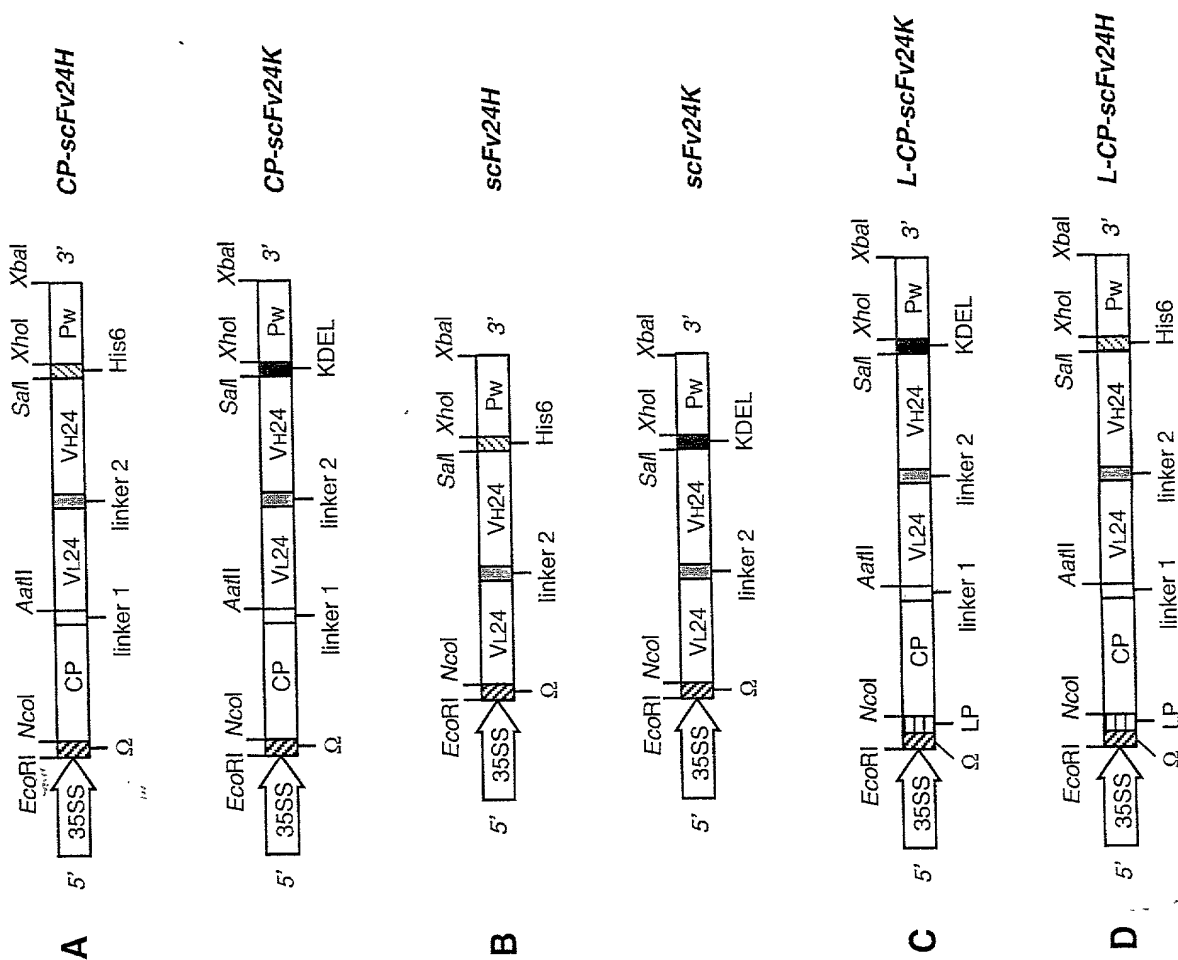 A
CP-scFv24H
EcoRI NcoI AatII SalI XhoI XbaI
5' 35SS CP VL24 VH24 Pw 3'
Ω linker 1 linker 2 His6
CP-scFv24K
EcoRI NcoI AatII SalI XhoI XbaI
5' 35SS CP VL24 VH24 Pw 3'
Ω linker 1 linker 2 KDEL
B
scFv24H
EcoRI NcoI SalI XhoI XbaI
5' 35SS VL24 VH24 Pw 3'
Ω linker 2 His6
scFv24K
EcoRI NcoI SalI XhoI XbaI
5' 35SS VL24 VH24 Pw 3'
Ω linker 2 KDEL
C
L-CP-scFv24K
EcoRI NcoI AatII SalI XhoI XbaI
5' 35SS CP VL24 VH24 Pw 3'
Ω LP linker 1 linker 2 KDEL
D
L-CP-scFv24H
EcoRI NcoI AatII SalI XhoI XbaI
5' 35SS CP VL24 VH24 Pw 3'
Ω LP linker 1 linker 2 His6